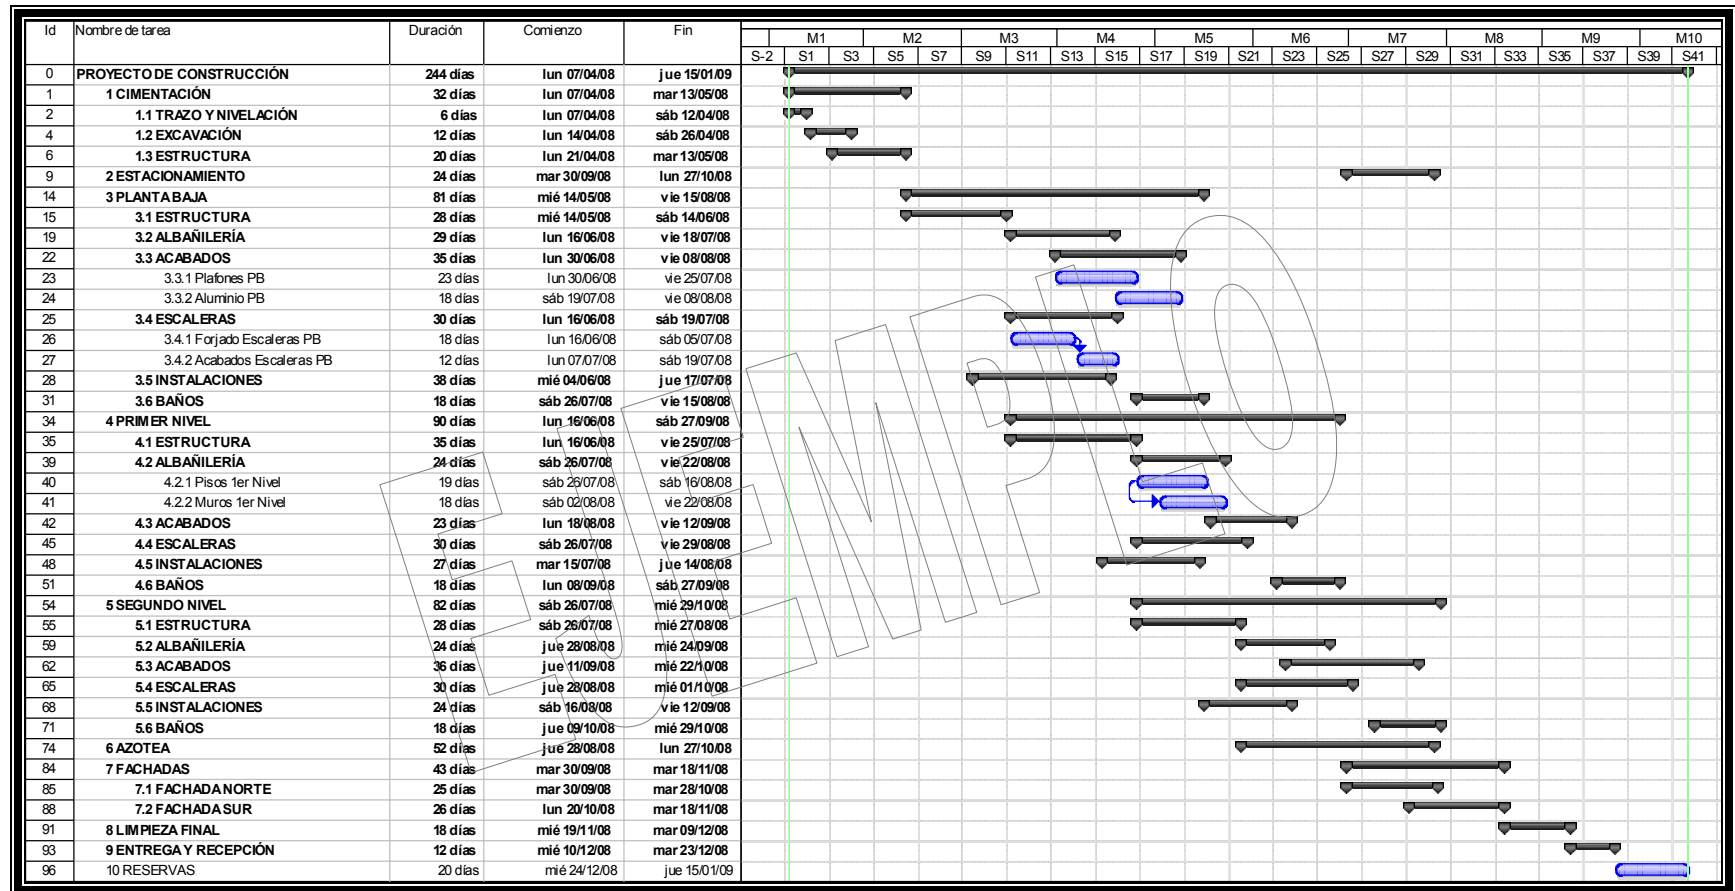 Id Nombre de tarea Duración Comienzo Fin
M1 M2 M3 M4 M5 M6 M7 M8 M9 M10
S-2 S1 S3 S5 S7 S9 S11 S13 S15 S17 S19 S21 S23 S25 S27 S29 S31 S33 S35 S37 S39 S41
0 PROYECTO DE CONSTRUCCIÓN 244 días lun 07/04/08 jue 15/01/09
1 1 CIMENTACIÓN 32 días lun 07/04/08 mar 13/05/08
2 1.1 TRAZO Y NIVELACIÓN 6 días lun 07/04/08 sáb 12/04/08
4 1.2 EXCAVACIÓN 12 días lun 14/04/08 sáb 26/04/08
6 1.3 ESTRUCTURA 20 días lun 21/04/08 mar 13/05/08
9 2 ESTACIONAMIENTO 24 días mar 30/09/08 lun 27/10/08
14 3 PLANTA BAJA 81 días mié 14/05/08 vie 15/08/08
15 3.1 ESTRUCTURA 28 días mié 14/05/08 sáb 14/06/08
19 3.2 ALBAÑILERÍA 29 días lun 16/06/08 vie 18/07/08
22 3.3 ACABADOS 35 días lun 30/06/08 vie 08/08/08
23 3.3.1 Plafones PB 23 días lun 30/06/08 vie 25/07/08
24 3.3.2 Aluminio PB 18 días sáb 19/07/08 vie 08/08/08
25 3.4 ESCALERAS 30 días lun 16/06/08 sáb 19/07/08
26 3.4.1 Forjado Escaleras PB 18 días lun 16/06/08 sáb 05/07/08
27 3.4.2 Acabados Escaleras PB 12 días lun 07/07/08 sáb 19/07/08
28 3.5 INSTALACIONES 38 días mié 04/06/08 jue 17/07/08
31 3.6 BAÑOS 18 días sáb 26/07/08 vie 15/08/08
34 4 PRIMER NIVEL 90 días lun 16/06/08 sáb 27/09/08
35 4.1 ESTRUCTURA 35 días lun 16/06/08 vie 25/07/08
39 4.2 ALBAÑILERÍA 24 días sáb 26/07/08 vie 22/08/08
40 4.2.1 Pisos 1er Nivel 19 días sáb 26/07/08 sáb 16/08/08
41 4.2.2 Muros 1er Nivel 18 días sáb 02/08/08 vie 22/08/08
42 4.3 ACABADOS 23 días lun 18/08/08 vie 12/09/08
45 4.4 ESCALERAS 30 días sáb 26/07/08 vie 29/08/08
48 4.5 INSTALACIONES 27 días mar 15/07/08 jue 14/08/08
51 4.6 BAÑOS 18 días lun 08/09/08 sáb 27/09/08
54 5 SEGUNDO NIVEL 82 días sáb 26/07/08 mié 29/10/08
55 5.1 ESTRUCTURA 28 días sáb 26/07/08 mié 27/08/08
59 5.2 ALBAÑILERÍA 24 días jue 28/08/08 mié 24/09/08
62 5.3 ACABADOS 36 días jue 11/09/08 mié 22/10/08
65 5.4 ESCALERAS 30 días jue 28/08/08 mié 01/10/08
68 5.5 INSTALACIONES 24 días sáb 16/08/08 vie 12/09/08
71 5.6 BAÑOS 18 días jue 09/10/08 mié 29/10/08
74 6 AZOTEA 52 días jue 28/08/08 lun 27/10/08
84 7 FACHADAS 43 días mar 30/09/08 mar 18/11/08
85 7.1 FACHADA NORTE 25 días mar 30/09/08 mar 28/10/08
88 7.2 FACHADA SUR 26 días lun 20/10/08 mar 18/11/08
91 8 LIMPIEZA FINAL 18 días mié 19/11/08 mar 09/12/08
93 9 ENTREGA Y RECEPCIÓN 12 días mié 10/12/08 mar 23/12/08
96 10 RESERVAS 20 días mié 24/12/08 jue 15/01/09
EJEMPLO